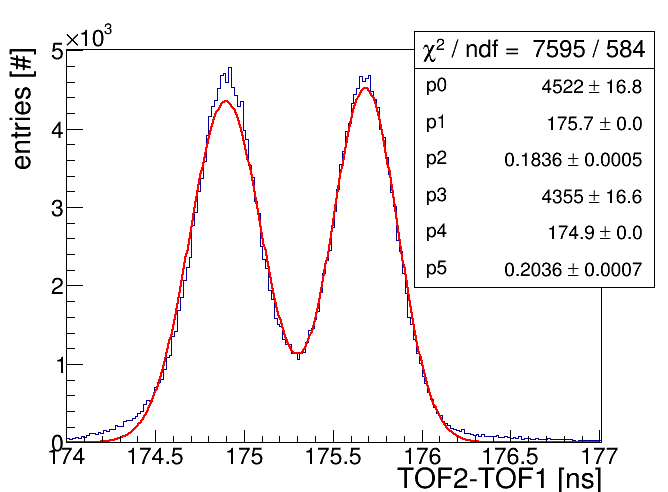 ×10³
χ² / ndf = 7595 / 584
p0 4522 ± 16.8
p1 175.7 ± 0.0
p2 0.1836 ± 0.0005
p3 4355 ± 16.6
p4 174.9 ± 0.0
p5 0.2036 ± 0.0007
entries [#]
5
4
3
2
1
0
174 174.5 175 175.5 176 176.5 177
TOF2-TOF1 [ns]